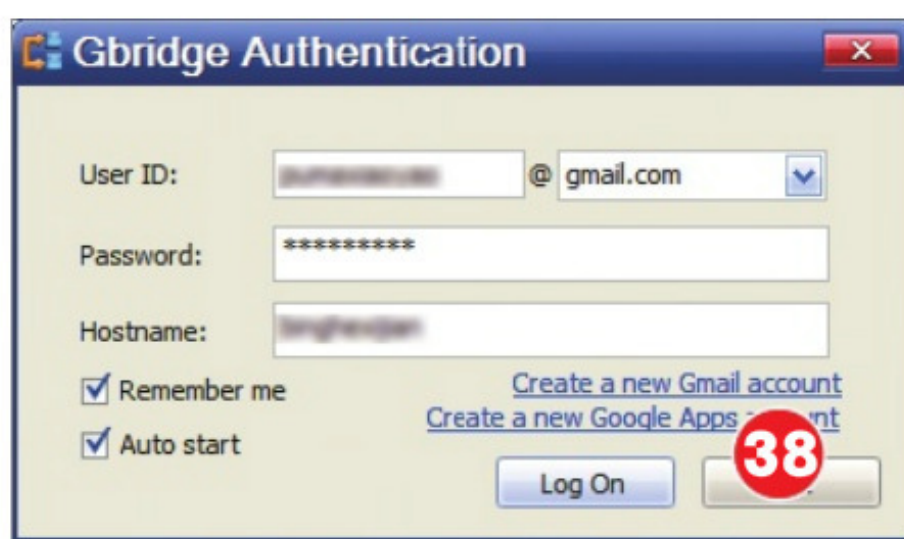 Gbridge Authentication
User ID:
@ gmail.com
Password: *********
Hostname:
Remember me
Create a new Gmail account
Create a new Google Apps
Auto start
38
Log On